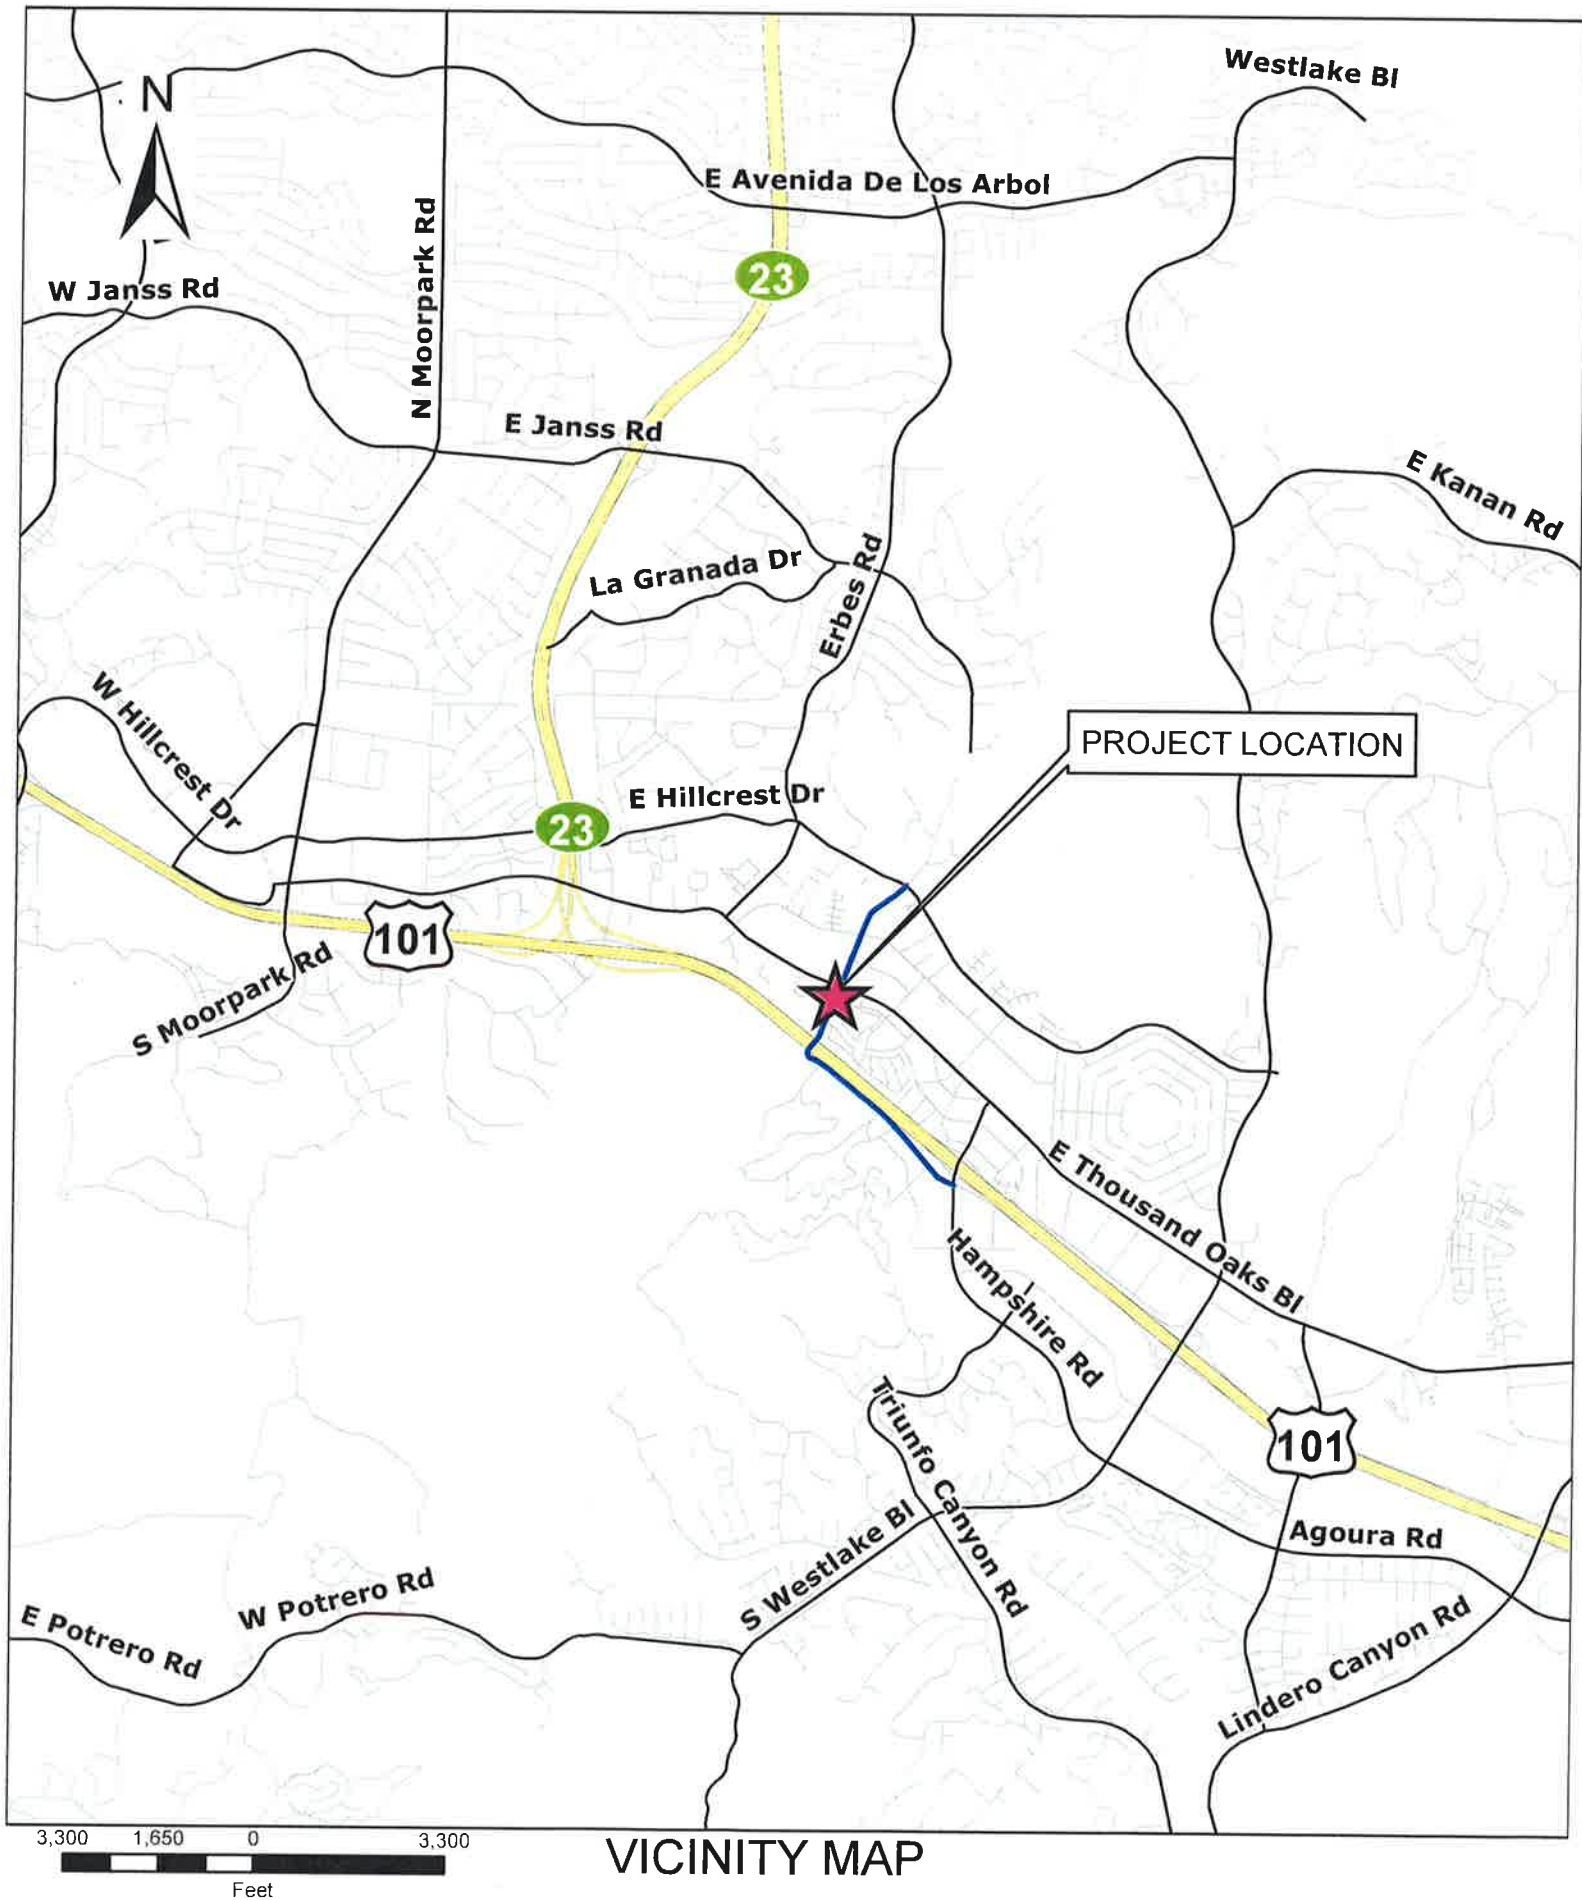 Westlake Bl
N
E Avenida De Los Arbol
N Moorpark Rd
23
W Janss Rd
E Janss Rd
E Kanan Rd
La Granada Dr
Erbes Rd
W Hillcrest Dr
PROJECT LOCATION
E Hillcrest Dr
23
101
S Moorpark Rd
E Thousand Oaks Bl
Hampshire Rd
Triunfo Canyon Rd
101
S Westlake Bl
Agoura Rd
W Potrero Rd
E Potrero Rd
Lindero Canyon Rd
3,300 1,650 0 3,300
Feet
VICINITY MAP